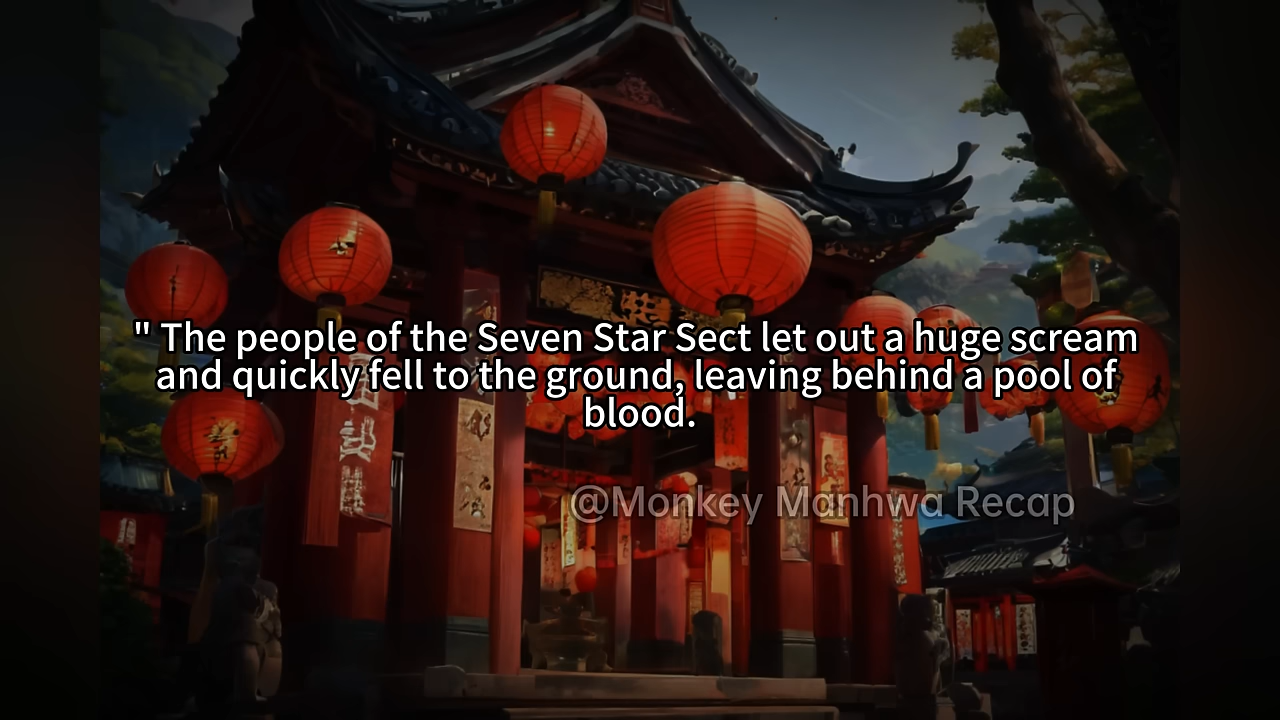 " The people of the Seven Star Sect let out a huge scream
and quickly fell to the ground, leaving behind a pool of
blood.
@Monkey Manhwa Recap